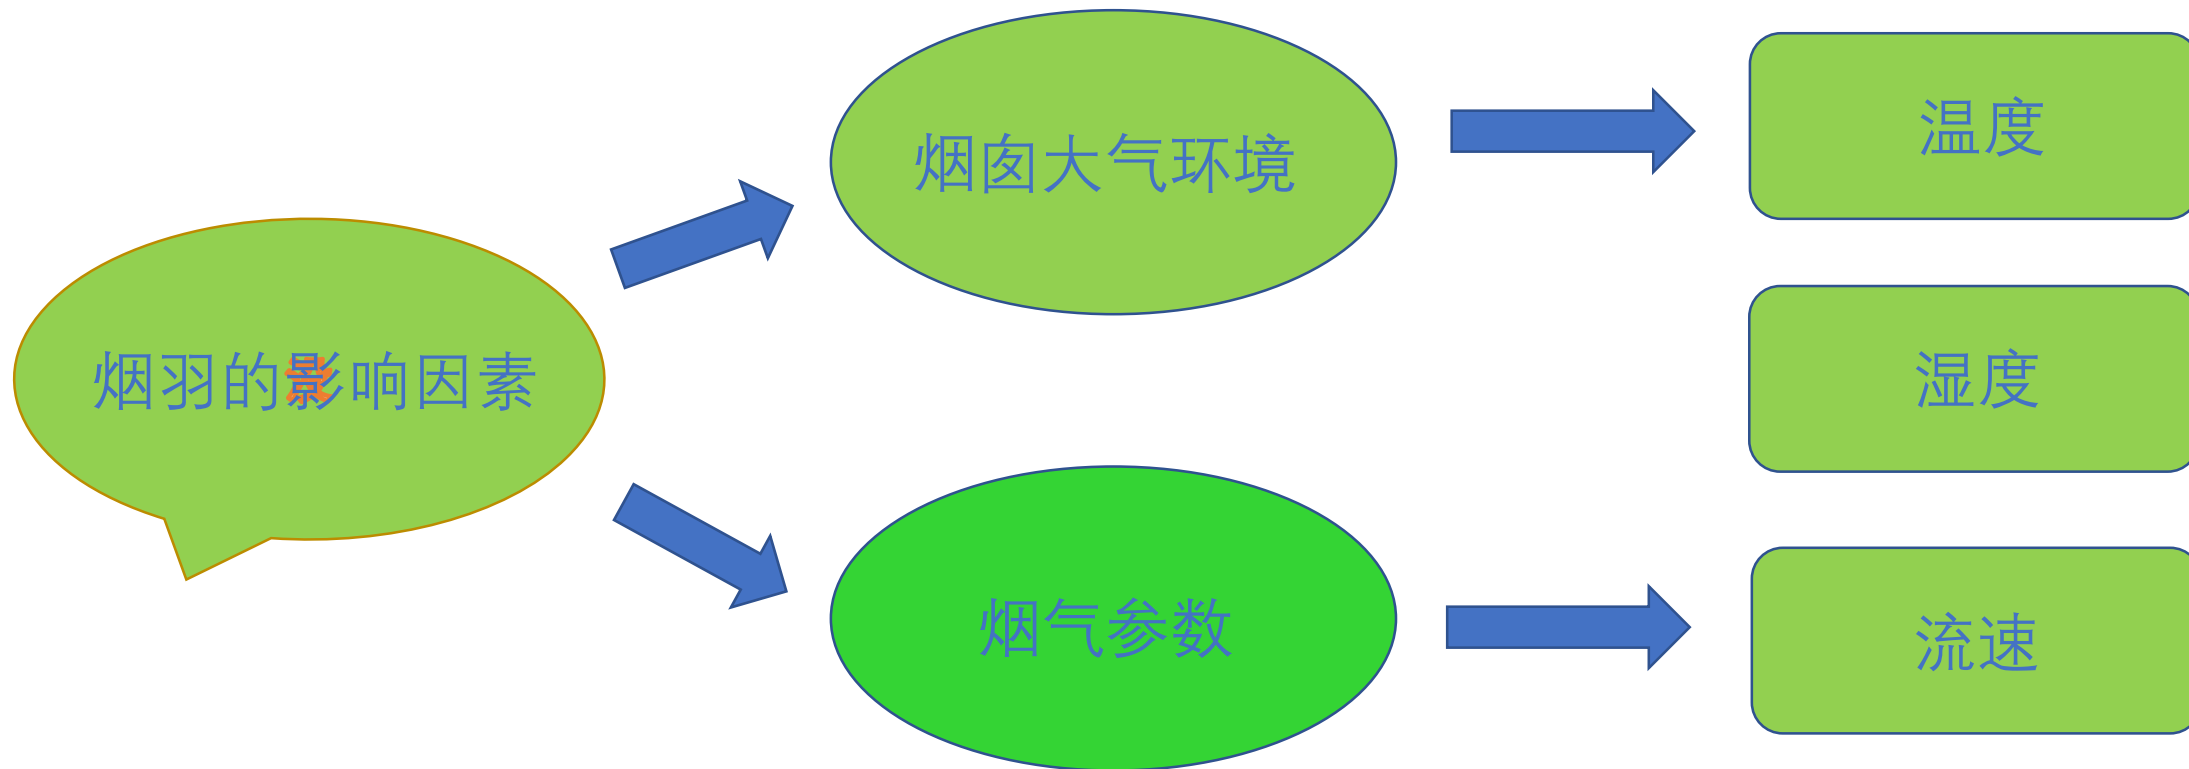 烟羽的影响因素
烟囱大气环境
烟气参数
温度
湿度
流速